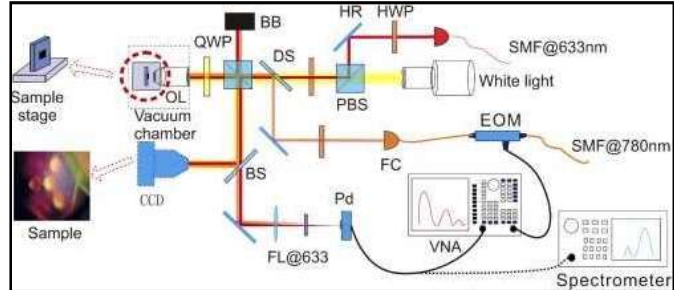 BB
HR
HWP
QWP
DS
SMF@633nm
OL
PBS
White light
Sample
stage
Vacuum
chamber
EOM
FC
SMF@780nm
CCD
BS
Pd
Sample
FL@633
VNA
Spectrometer